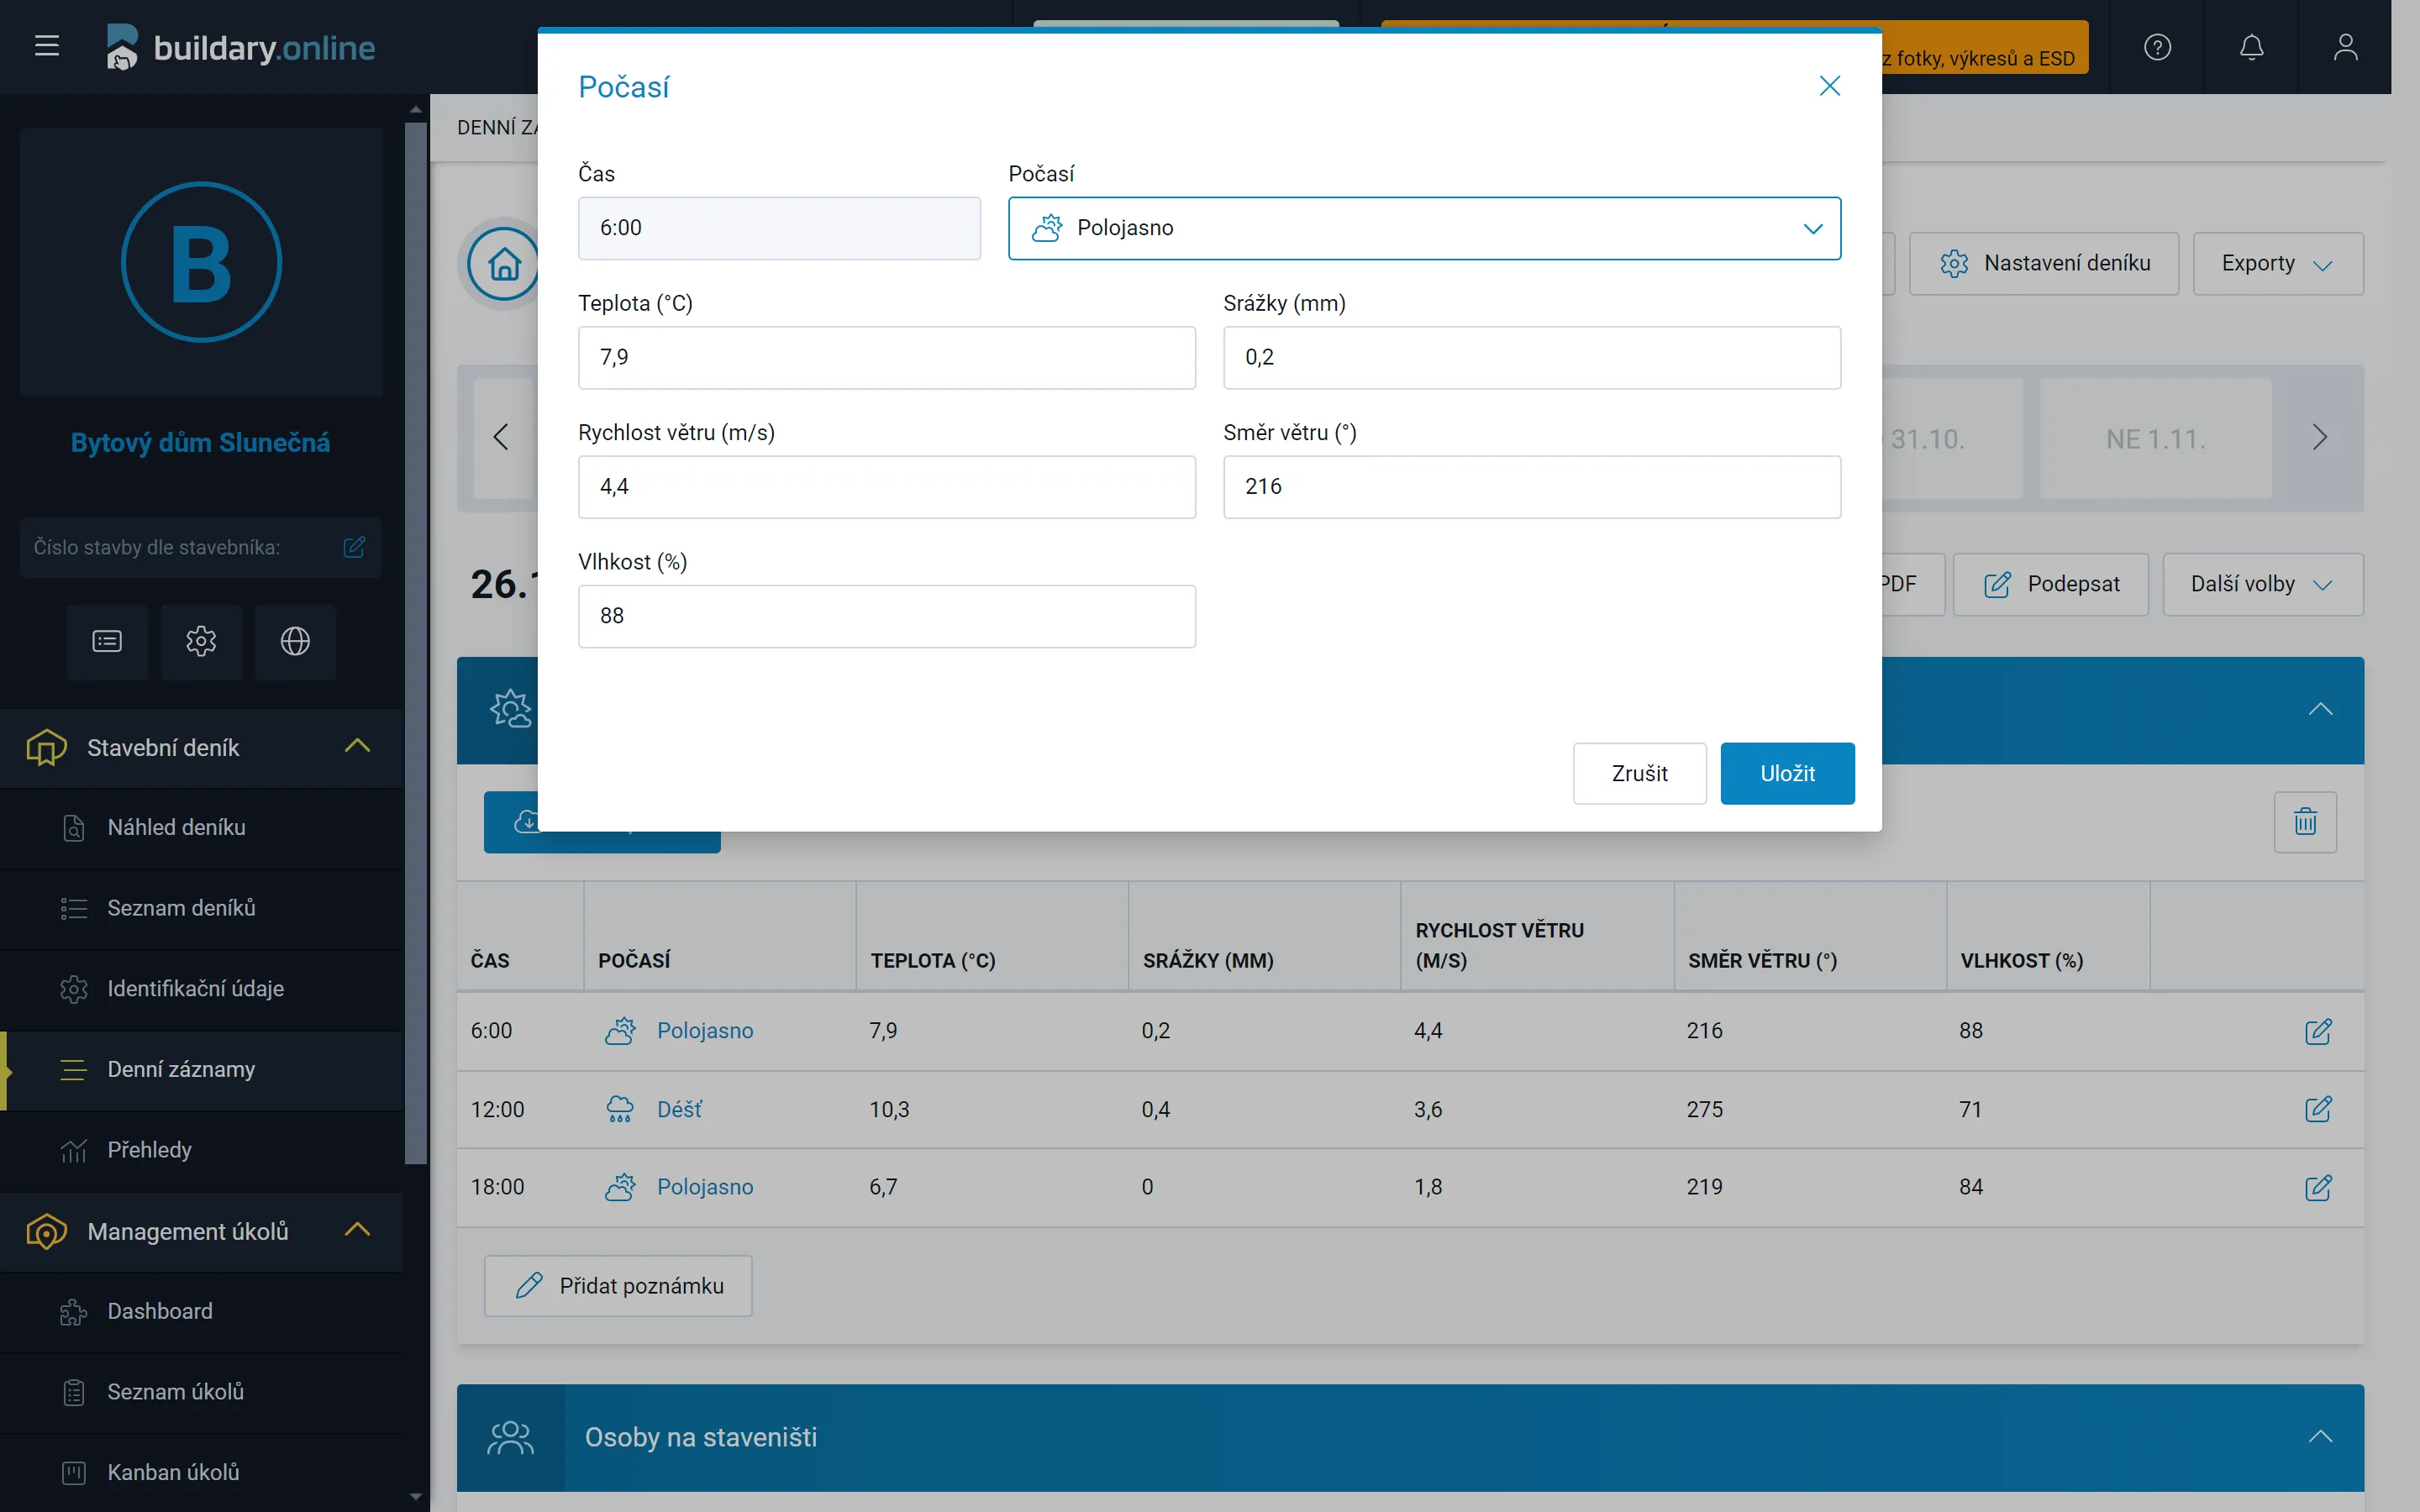 buildary.online
z fotky, výkresů a ESD
Počasí
Čas
Počasí
6:00
Polojasno
Teplota (°C)
Srážky (mm)
7,9
0,2
Rychlost větru (m/s)
Směr větru (°)
4,4
216
Vlhkost (%)
88
Zrušit
Uložit
B
Bytový dům Slunečná
Číslo stavby dle stavebníka:
Stavební deník
Náhled deníku
Seznam deníků
Identifikační údaje
Denní záznamy
Přehledy
Management úkolů
Dashboard
Seznam úkolů
Kanban úkolů
DENNÍ
Nastavení deníku
Exporty
31.10.
NE 1.11.
26.
PDF
Podepsat
Další volby
ČAS
POČASÍ
TEPLOTA (°C)
SRÁŽKY (MM)
RYCHLOST VĚTRU
(M/S)
SMĚR VĚTRU (°)
VLHKOST (%)
6:00 Polojasno 7,9 0,2 4,4 216 88
12:00 Déšť 10,3 0,4 3,6 275 71
18:00 Polojasno 6,7 0 1,8 219 84
Přidat poznámku
Osoby na staveništi